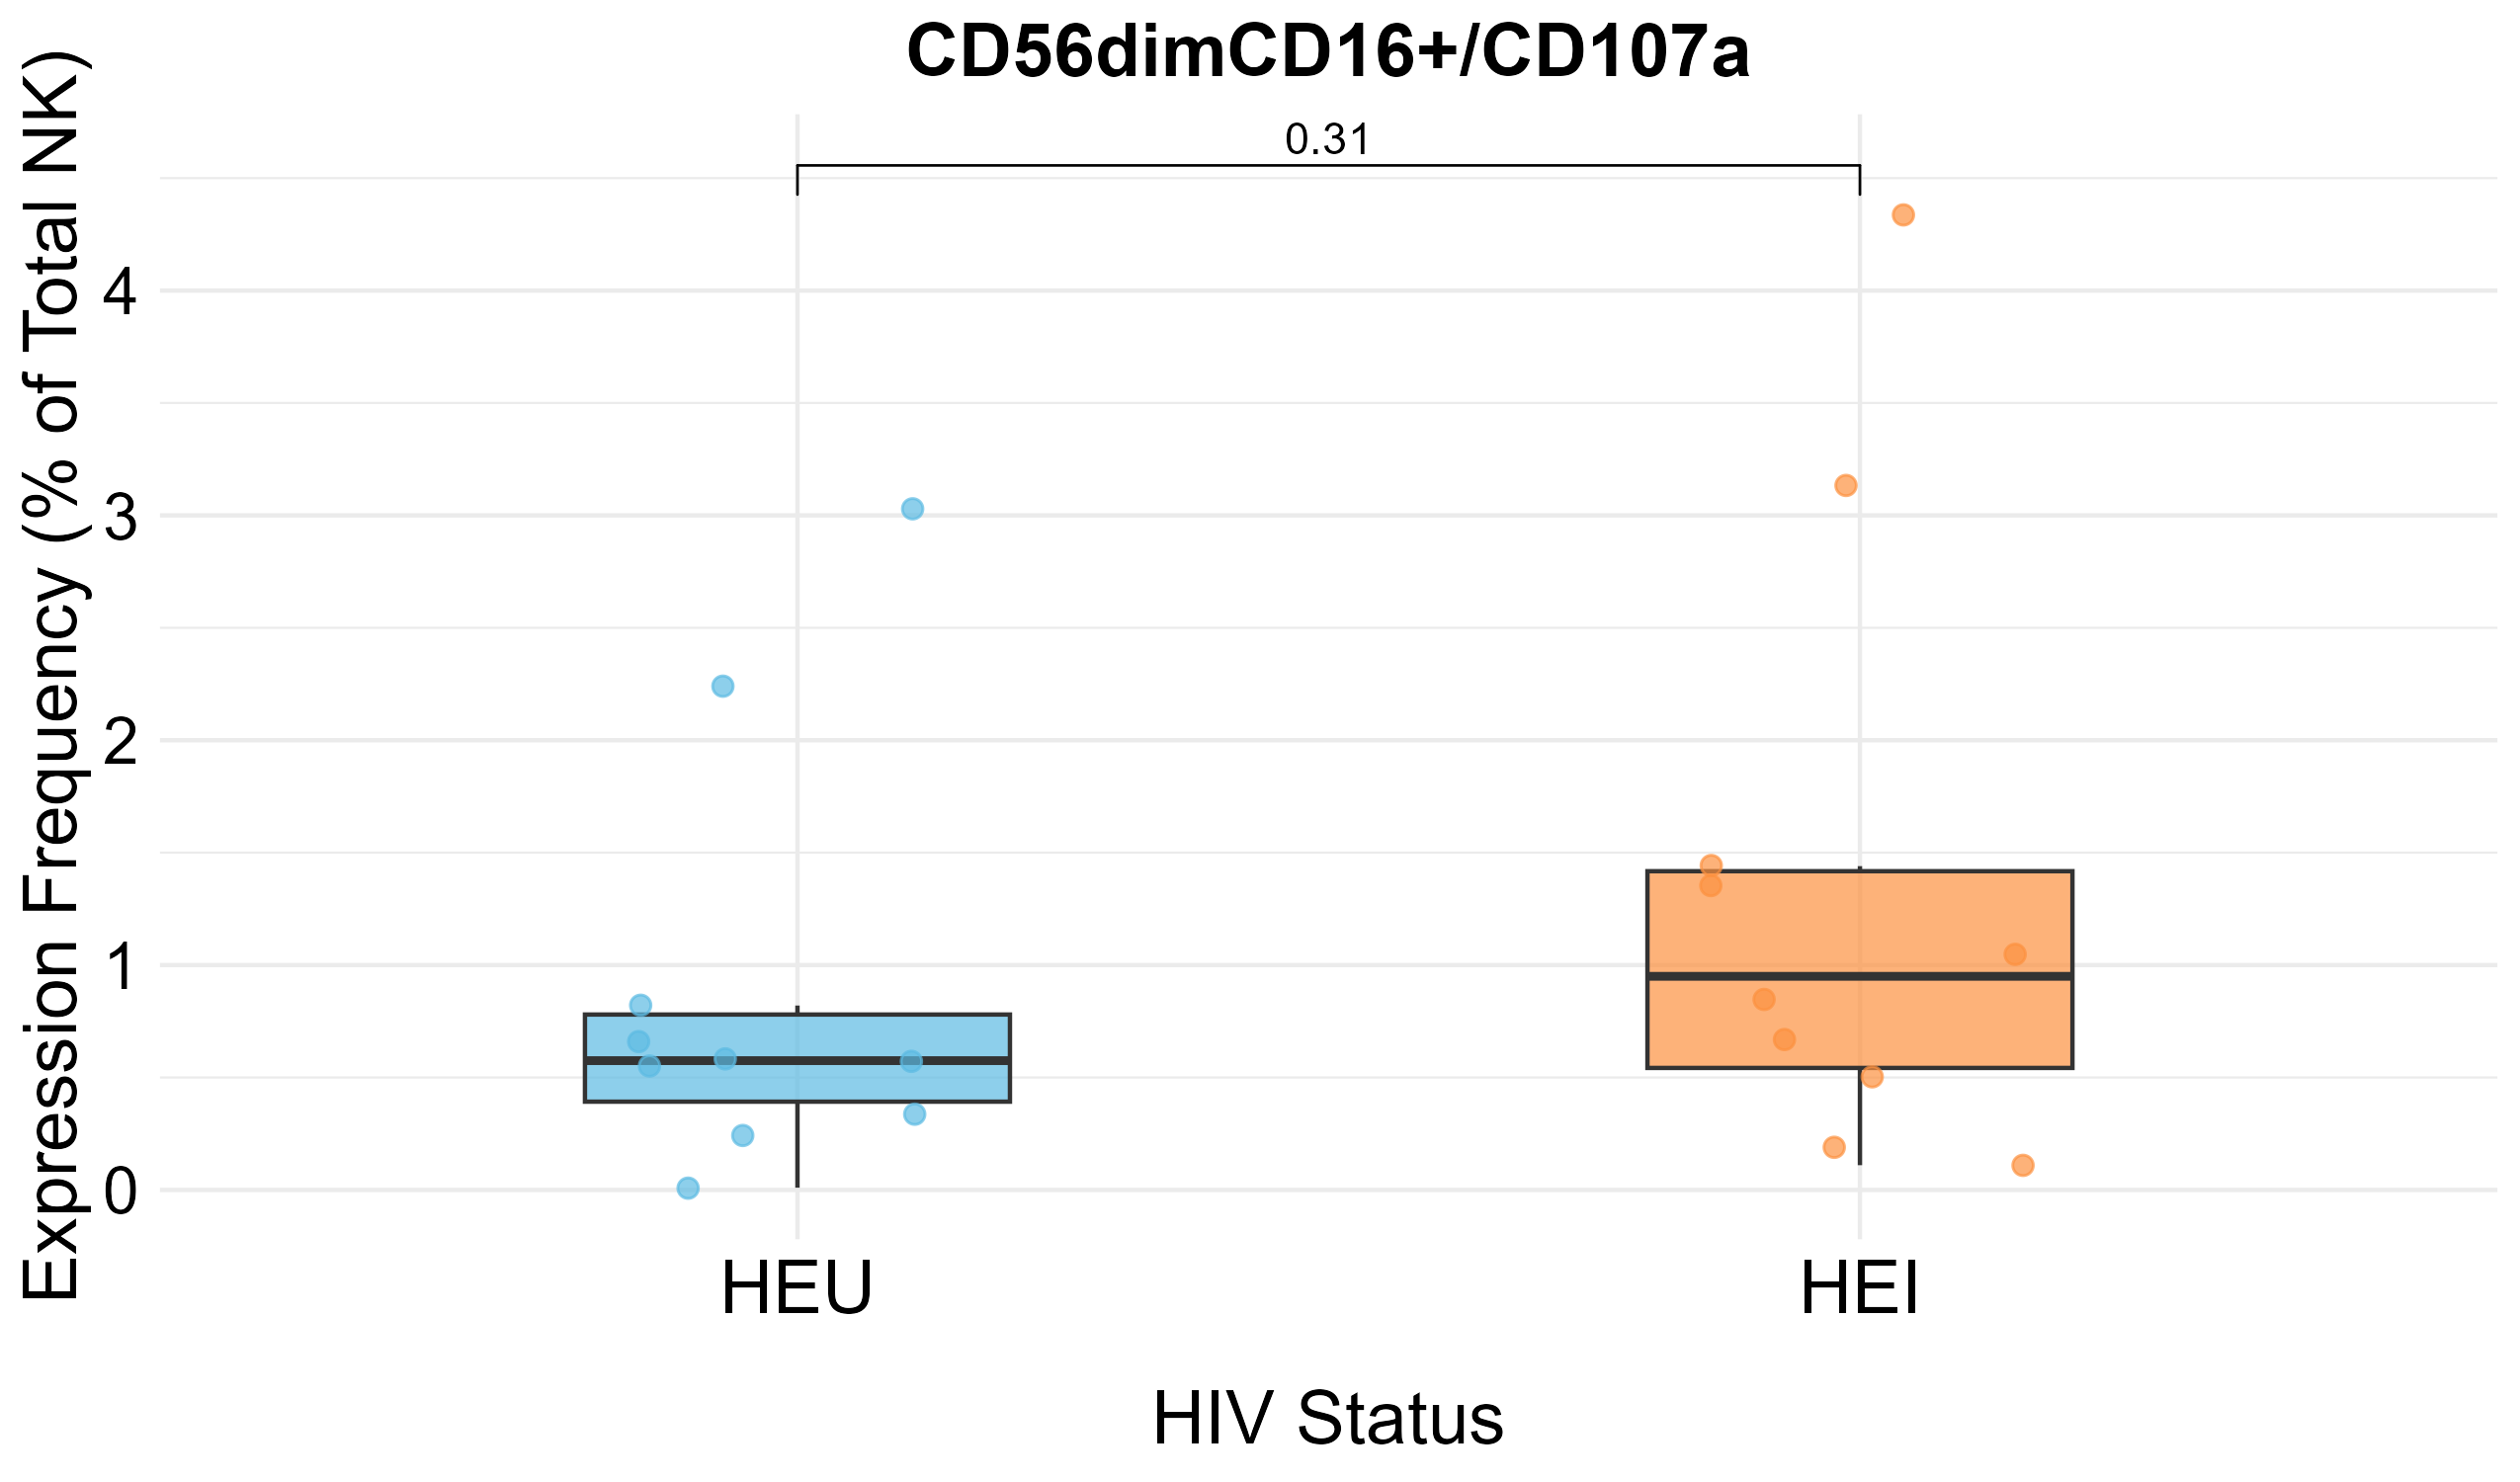 CD56dimCD16+/CD107a
0.31
Expression Frequency (% of Total NK)
4
3
2
1
0
HEU
HEI
HIV Status